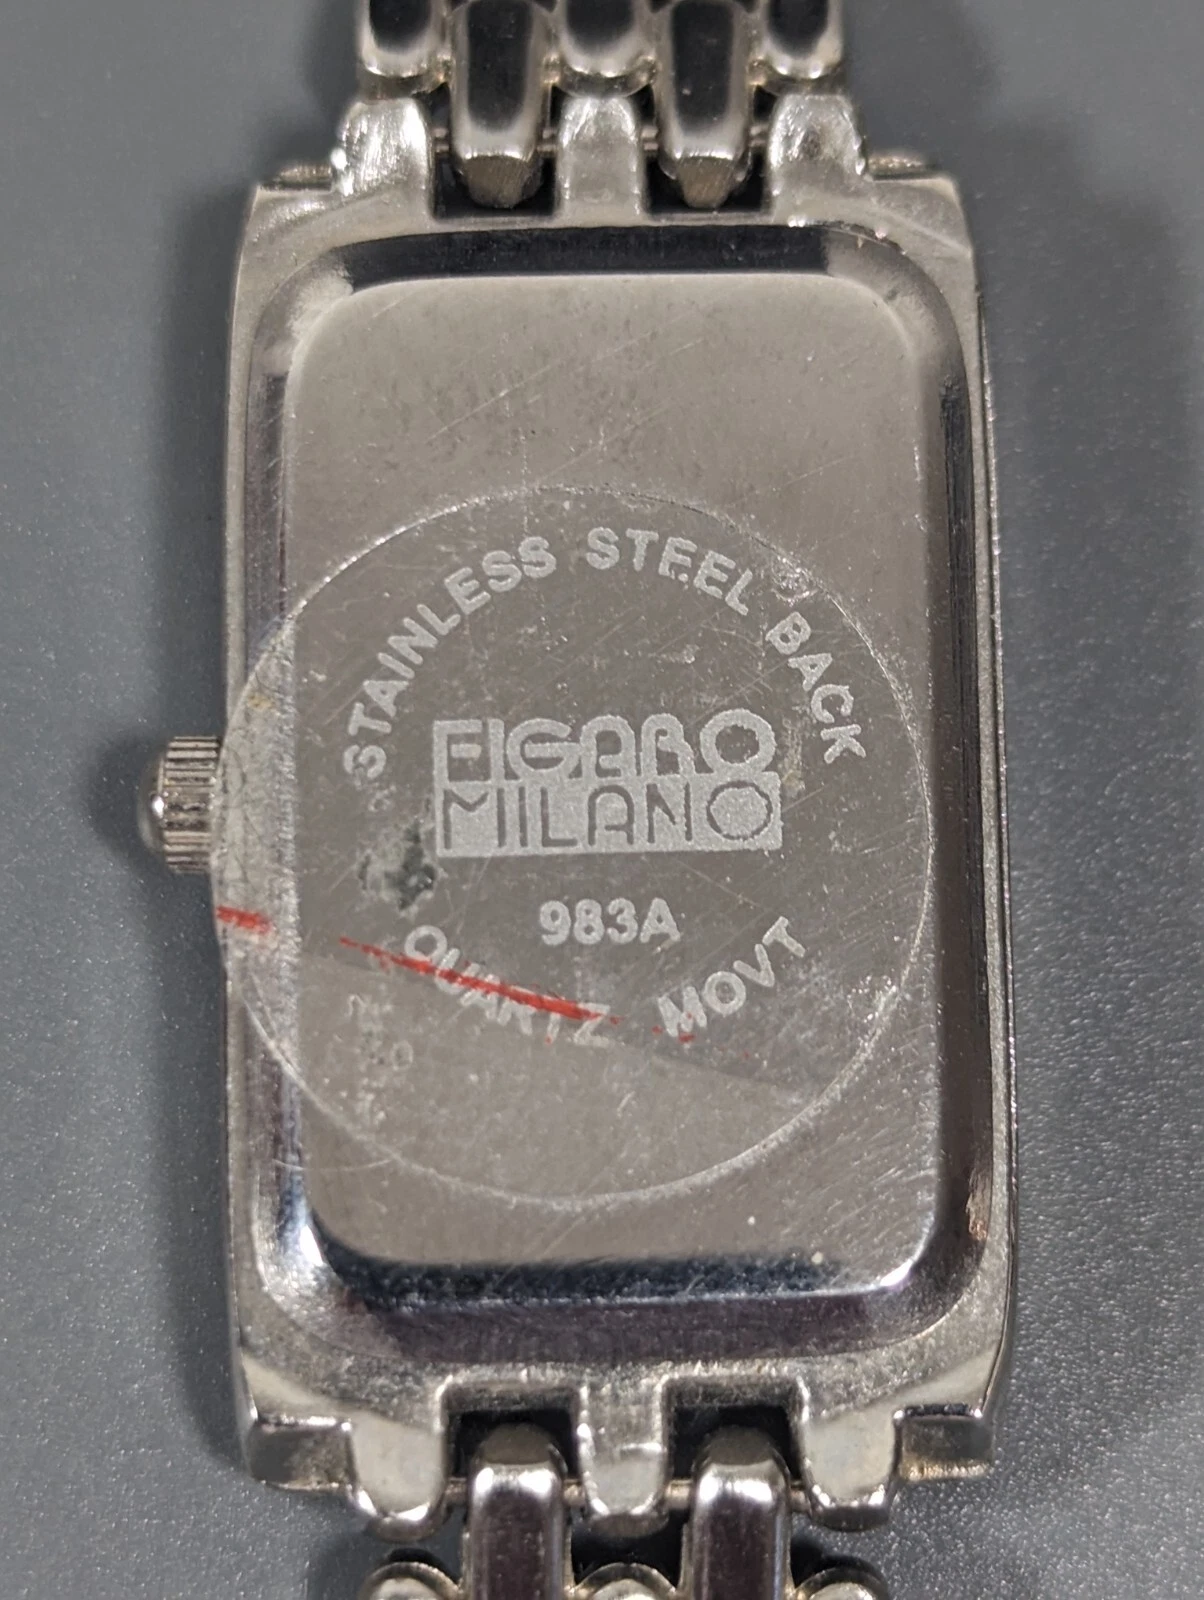 STAINLESS STEEL BACK
FIGARO
MILANO
983A
QUARTZ MOVT